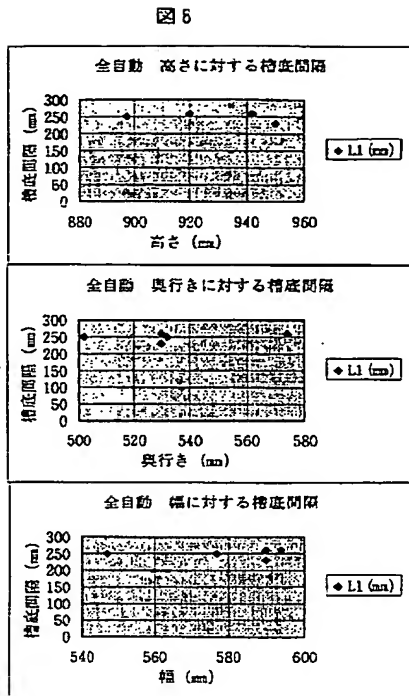 図5
全自動 高さに対する槽底間隔
槽底間隔 (mm)
300
250
200
150
100
50
0
880 900 920 940 960
高さ (mm)
◆ L1 (mm)
全自動 奥行きに対する槽底間隔
槽底間隔 (mm)
300
250
200
150
100
50
0
500 520 540 560 580
奥行き (mm)
◆ L1 (mm)
全自動 幅に対する槽底間隔
槽底間隔 (mm)
300
250
200
150
100
50
0
540 560 580 600
幅 (mm)
◆ L1 (mm)